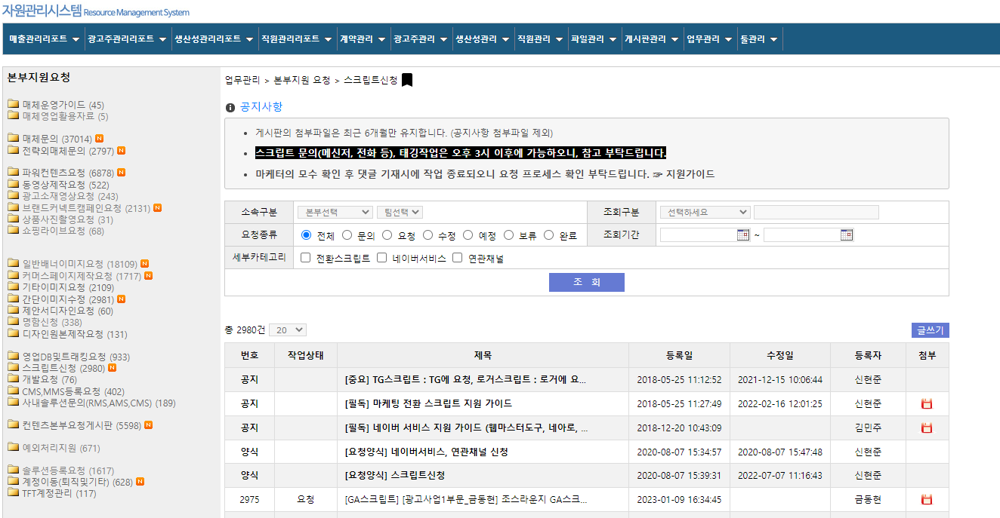 자원관리시스템 Resource Management System
매출관리리포트 광고주관리리포트 생산성관리리포트 직원관리리포트 계약관리 광고주관리 생산성관리 직원관리 파일관리 게시판관리 업무관리 툴관리
본부지원요청
매체운영가이드 (45)
매체영업활용자료 (5)
매체문의 (37014) N
전략외매체문의 (2797) N
파워컨텐츠요청 (6878) N
동영상제작요청 (522)
광고소재영상요청 (243)
브랜드커넥트캠페인요청 (2131) N
상품사진촬영요청 (31)
쇼핑라이브요청 (68)
일반배너이미지요청 (18109) N
커머스페이지제작요청 (1717) N
기타이미지요청 (2109)
간단이미지수정 (2981) N
제안서디자인요청 (60)
명함신청 (338)
디자인원본제작요청 (131)
영업DB및트래킹요청 (933)
스크립트신청 (2980) N
개발요청 (76)
CMS,MMS등록요청 (402)
사내솔루션문의(RMS,AMS,CMS) (189)
컨텐츠본부요청게시판 (5598) N
예외처리지원 (671)
솔루션등록요청 (1617)
계정이동(퇴직및기타) (628) N
TFT계정관리 (117)
업무관리 > 본부지원 요청 > 스크립트신청
공지사항
• 게시판의 첨부파일은 최근 6개월만 유지합니다. (공지사항 첨부파일 제외)
• 스크립트 문의(메신저, 전화 등), 태깅작업은 오후 3시 이후에 가능하오니, 참고 부탁드립니다.
• 마케터의 모수 확인 후 댓글 기재시에 작업 종료되오니 요청 프로세스 확인 부탁드립니다. ☞ 지원가이드
소속구분 본부선택 팀선택 조회구분 선택하세요
요청종류 전체 문의 요청 수정 예정 보류 완료 조회기간 ~
세부카테고리 전환스크립트 네이버서비스 연관채널
조 회
총 2980건 20 글쓰기
번호 작업상태 제목 등록일 수정일 등록자 첨부
공지 [중요] TG스크립트 : TG에 요청, 로거스크립트 : 로거에 요... 2018-05-25 11:12:52 2021-12-15 10:06:44 신현준
공지 [필독] 마케팅 전환 스크립트 지원 가이드 2018-05-25 11:27:49 2022-02-16 12:01:25 신현준
공지 [필독] 네이버 서비스 지원 가이드 (웹마스터도구, 네아로, ... 2018-12-20 10:43:09 김민주
양식 [요청양식] 네이버서비스, 연관채널 신청 2020-08-07 15:34:57 2020-08-07 15:47:48 신현준
양식 [요청양식] 스크립트신청 2020-08-07 15:39:31 2022-07-07 11:16:43 신현준
2975 요청 [GA스크립트] [광고사업1부문_금동현] 조스라운지 GA스크... 2023-01-09 16:34:45 금동현